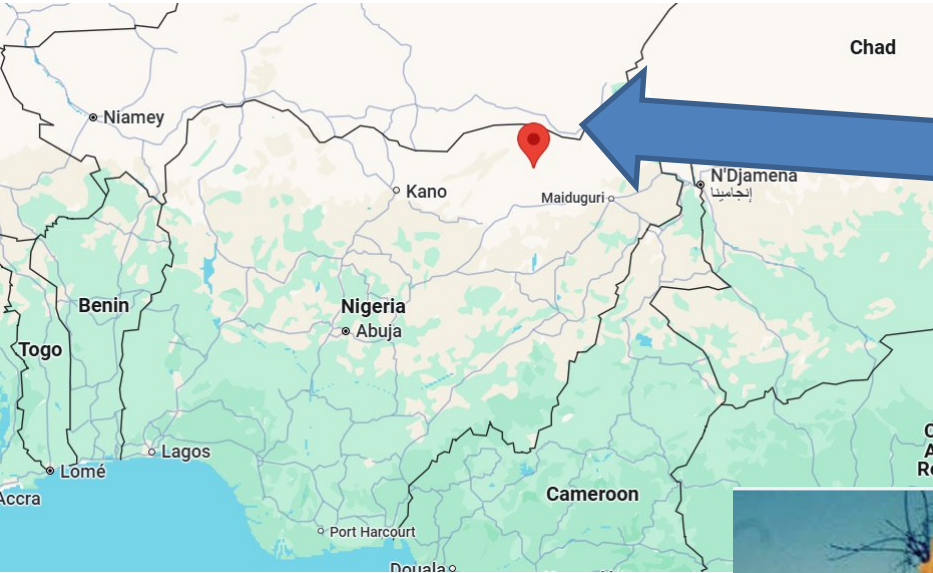 Chad
Niamey
N'Djamena
إنجامينا
Kano
Maiduguri
Benin
Nigeria
Abuja
Togo
Lagos
Lomé
Accra
Cameroon
Port Harcourt
Douala